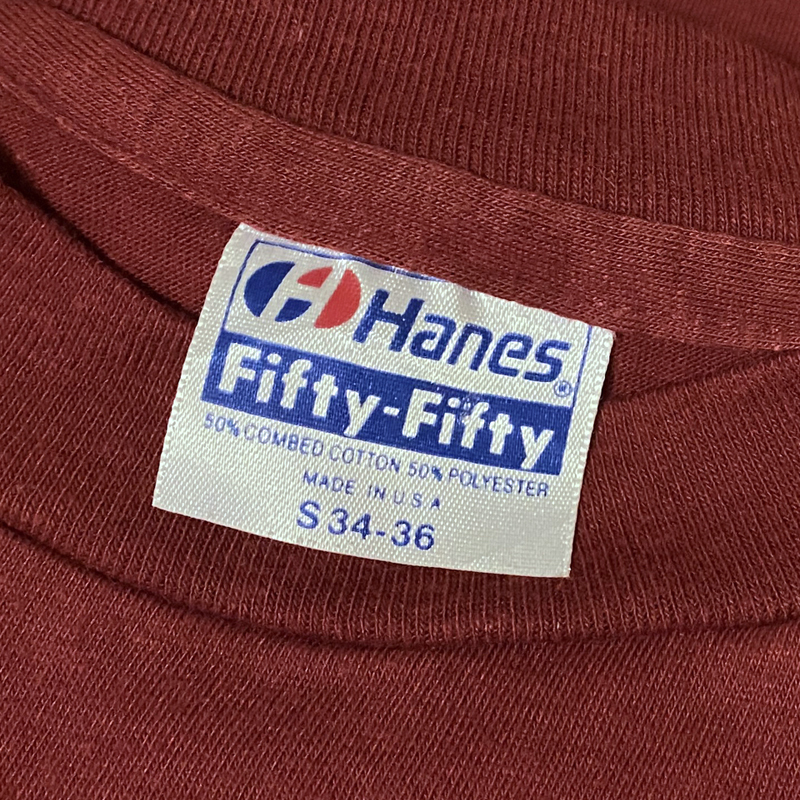 Hanes®
Fifty-Fifty
50% COMBED COTTON 50% POLYESTER
MADE IN U.S.A
S 34-36